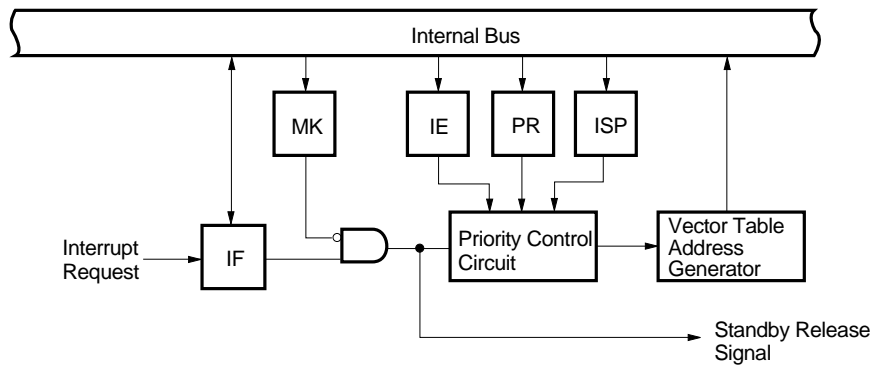 Internal Bus
MK
IE
PR
ISP
Interrupt
Request
IF
Priority Control
Circuit
Vector Table
Address
Generator
Standby Release
Signal